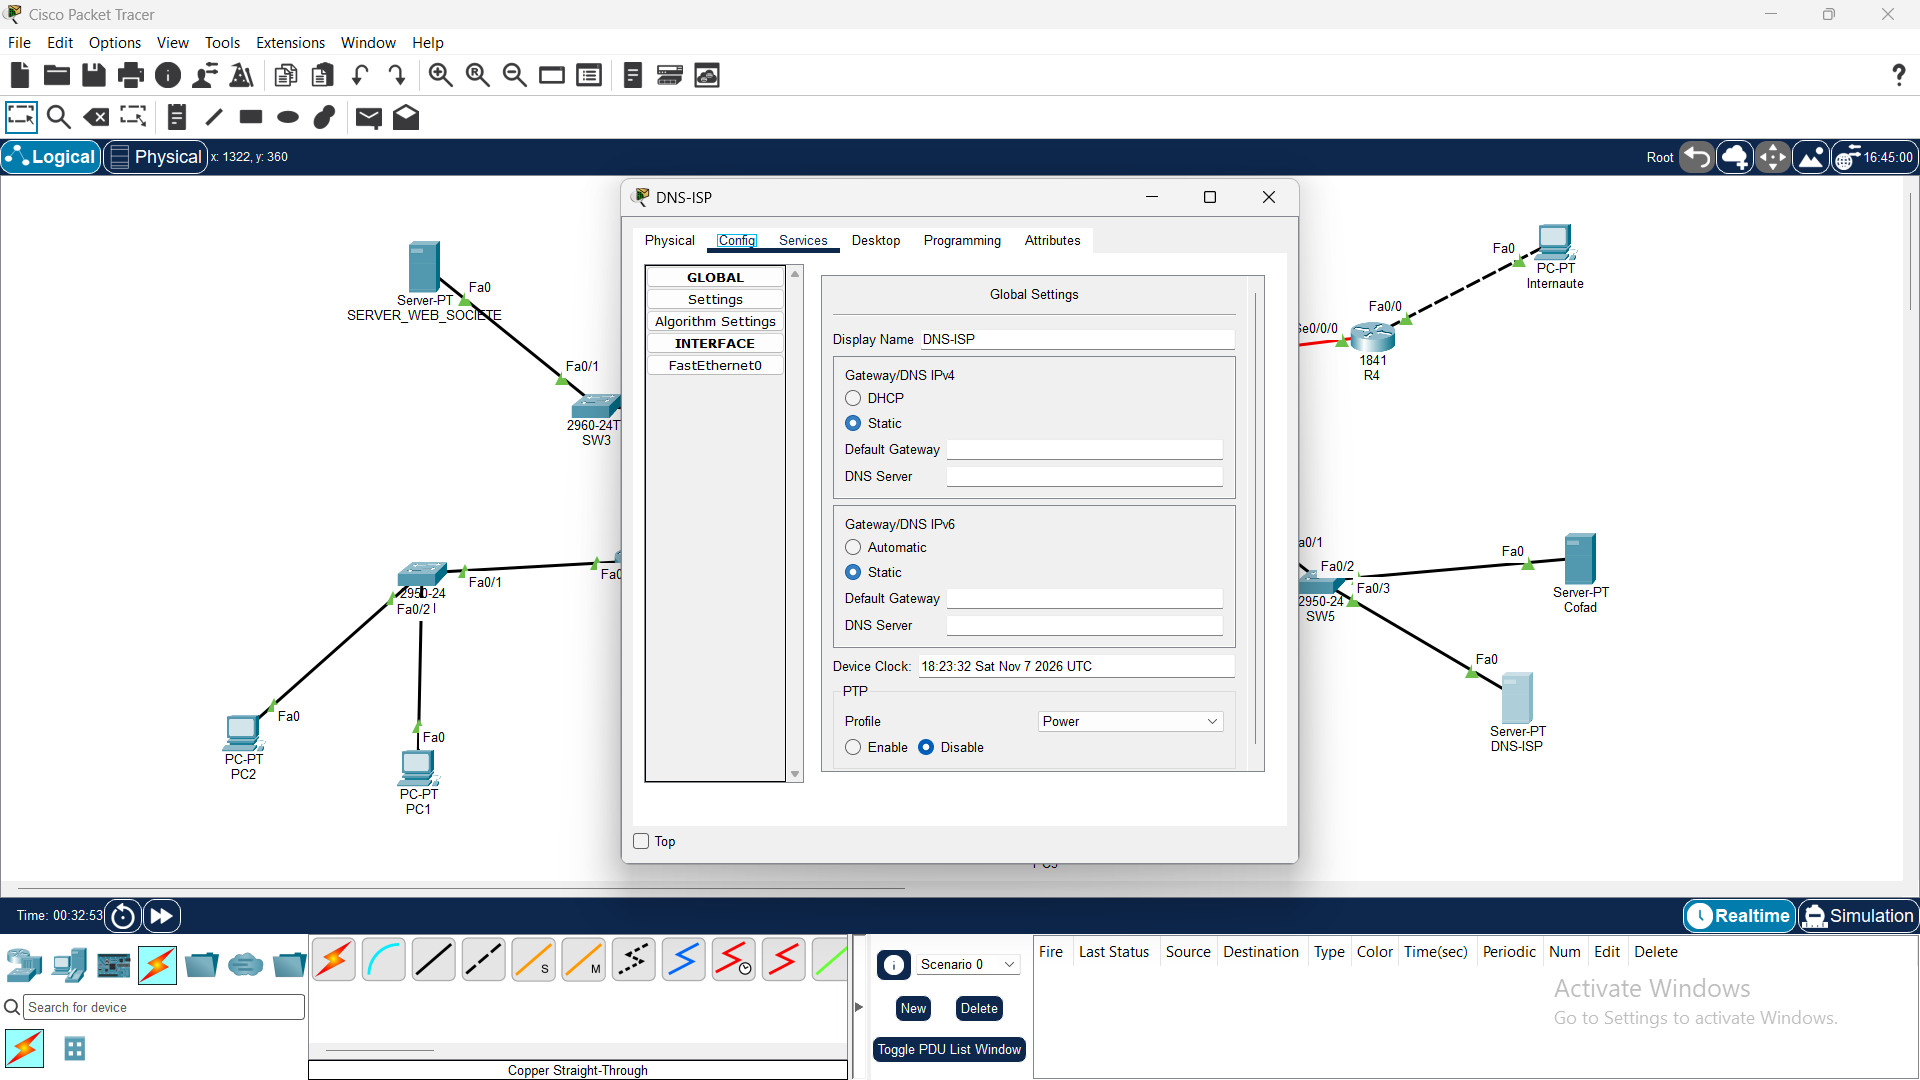 Cisco Packet Tracer
File Edit Options View Tools Extensions Window Help
Logical Physical x: 1322, y: 360 Root 16:45:00
DNS-ISP
Physical Config Services Desktop Programming Attributes
GLOBAL
Settings
Algorithm Settings
INTERFACE
FastEthernet0
Global Settings
Display Name DNS-ISP
Gateway/DNS IPv4
DHCP
Static
Default Gateway
DNS Server
Gateway/DNS IPv6
Automatic
Static
Default Gateway
DNS Server
Device Clock: 18:23:32 Sat Nov 7 2026 UTC
PTP
Profile Power
Enable Disable
Top
Fa0
Server-PT
SERVER_WEB_SOCIETE
Fa0/1
2960-24T
SW3
Fa0/1
2950-24
Fa0/2
Fa0
PC-PT
PC2
Fa0
PC-PT
PC1
Fa0
PC-PT
Internaute
Fa0/0
Se0/0/0
1841
R4
a0/1
Fa0/2
Fa0/3
2950-24
SW5
Fa0
Server-PT
Cofad
Fa0
Server-PT
DNS-ISP
Time: 00:32:53 Realtime Simulation
S
M
Search for device
Copper Straight-Through
Scenario 0
New Delete
Toggle PDU List Window
Fire Last Status Source Destination Type Color Time(sec) Periodic Num Edit Delete
Activate Windows
Go to Settings to activate Windows.